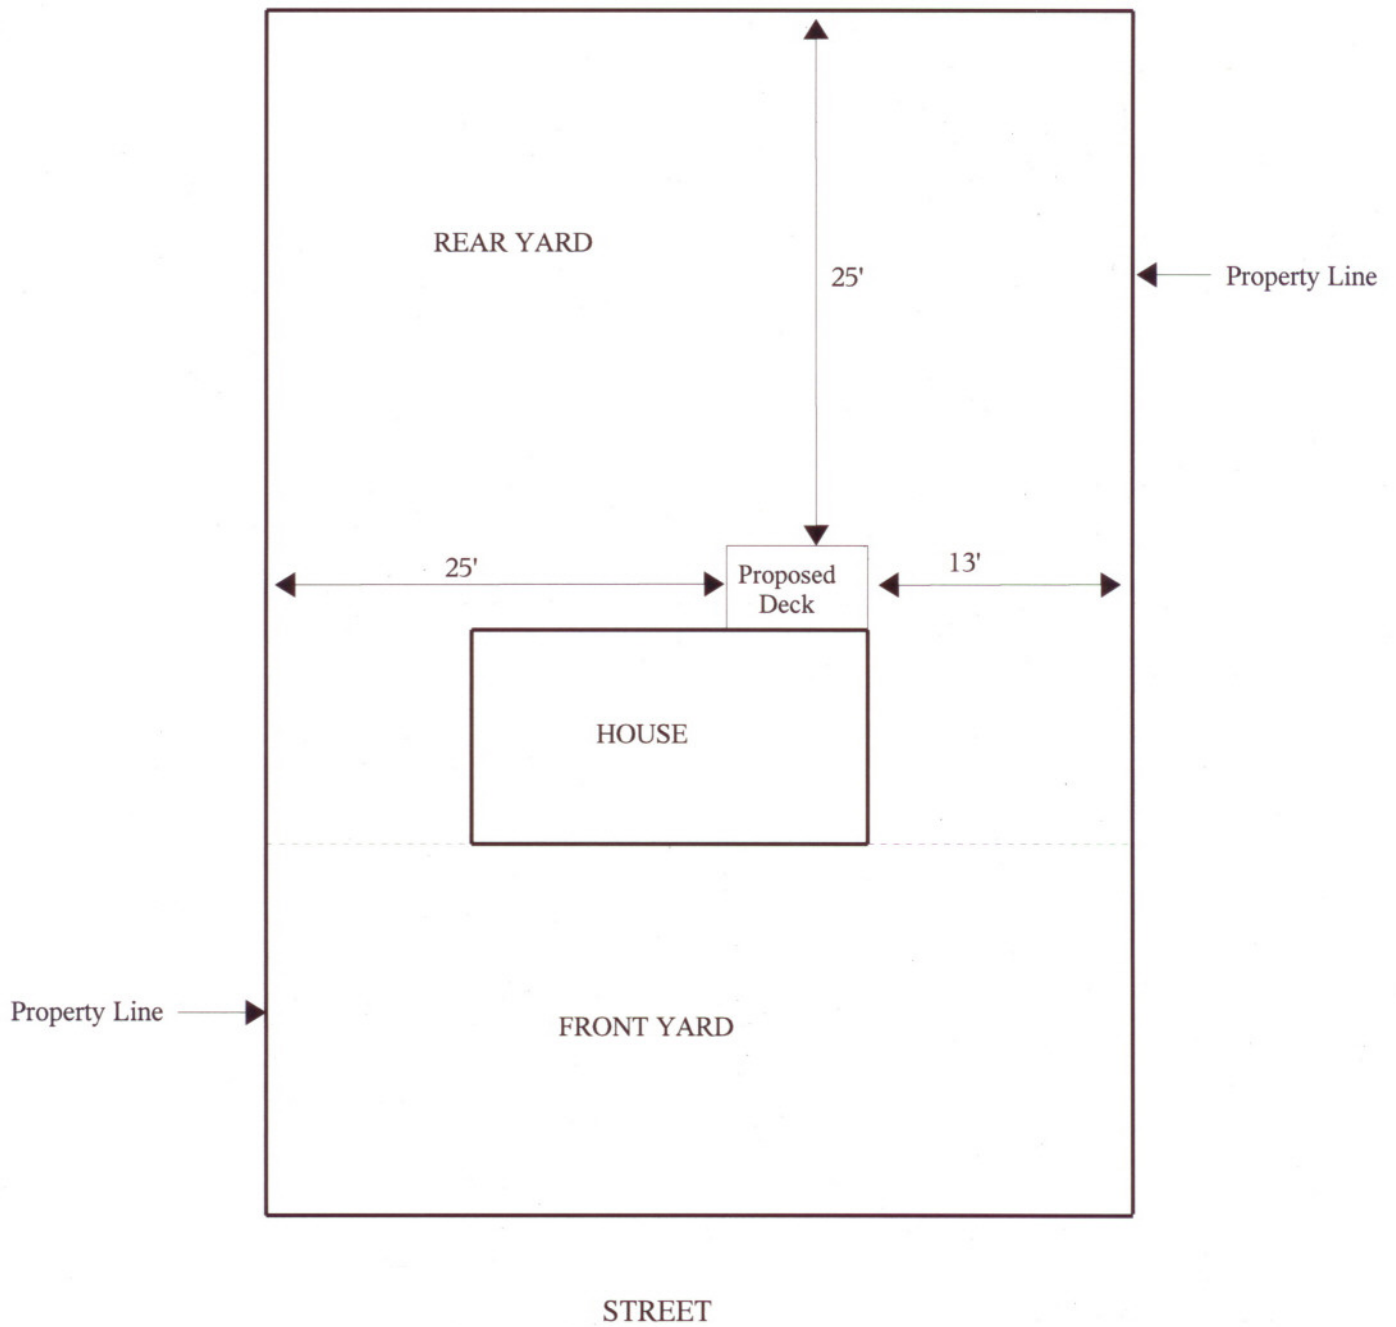 REAR YARD
25'
Property Line
25'
Proposed
Deck
13'
HOUSE
Property Line
FRONT YARD
STREET